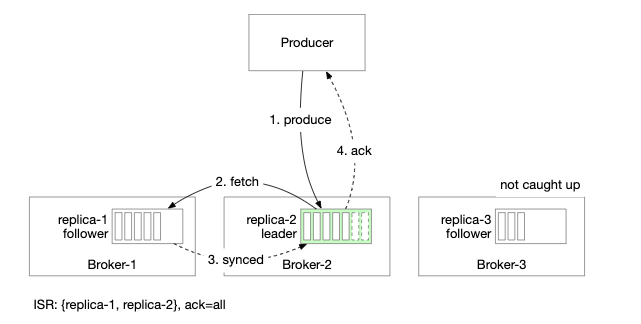 Producer
1. produce
4. ack
2. fetch
not caught up
replica-1
follower
replica-2
leader
replica-3
follower
3. synced
Broker-1
Broker-2
Broker-3
ISR: {replica-1, replica-2}, ack=all